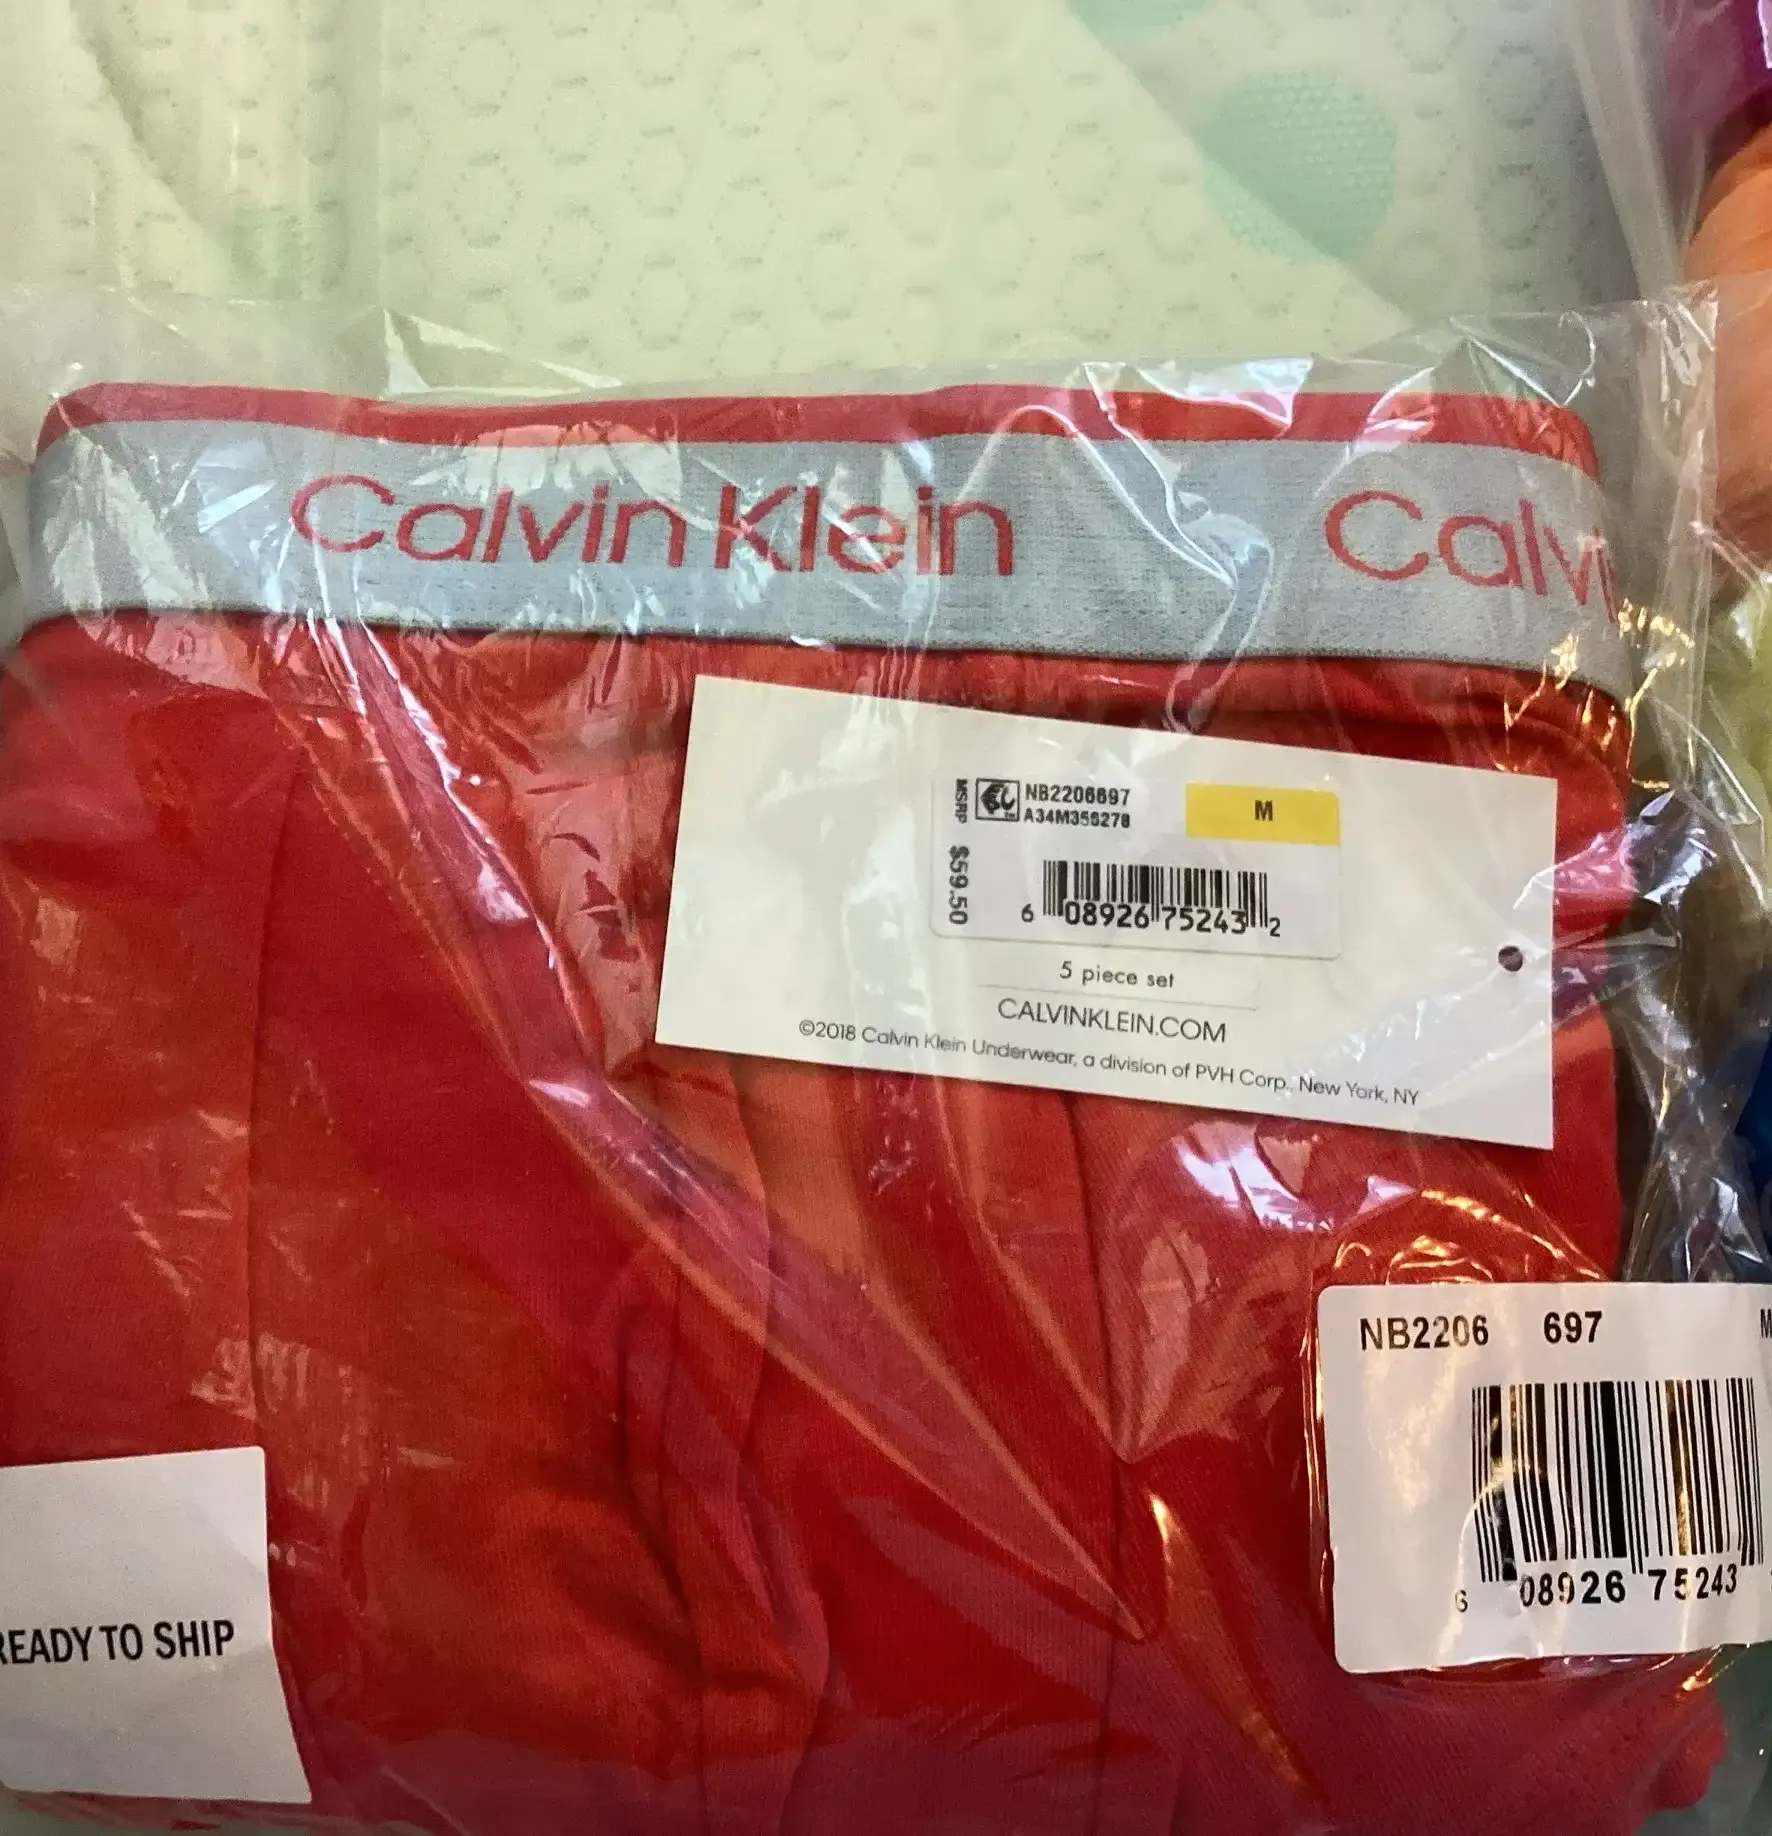 Calvin Klein Calvi
MSRP $59.50
NB2206697
A34M355278
M
6 08926 75243 2
5 piece set
CALVINKLEIN.COM
©2018 Calvin Klein Underwear, a division of PVH Corp., New York, NY
NB2206 697 M
6 08926 75243
READY TO SHIP